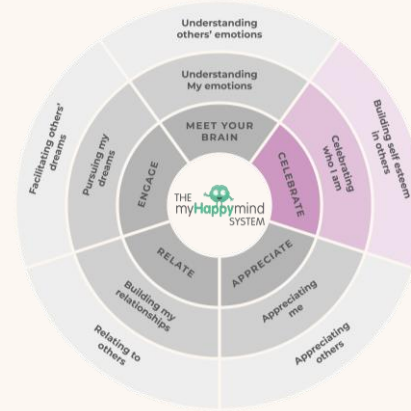 Understanding
others' emotions
Understanding
My emotions
MEET YOUR
BRAIN
Building self esteem
in others
Celebrating
who I am
CELEBRATE
Facilitating others'
dreams
Pursuing my
dreams
ENGAGE
THE
myHappymind
SYSTEM
APPRECIATE
Appreciating
me
Appreciating
others
RELATE
Building my
relationships
Relating to
others